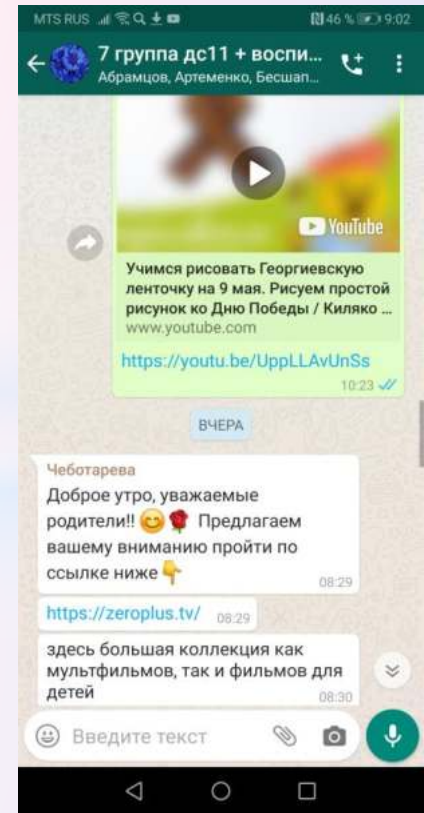 MTS RUS 46 % 9:02
7 группа дс11 + воспи...
Абрамцов, Артеменко, Бесшап...
YouTube
Учимся рисовать Георгиевскую
ленточку на 9 мая. Рисуем простой
рисунок ко Дню Победы / Киляко ...
www.youtube.com
https://youtu.be/UppLLAvUnSs
10:23
ВЧЕРА
Чеботарева
Доброе утро, уважаемые
родители!! 😊🌹 Предлагаем
вашему вниманию пройти по
ссылке ниже👇
08:29
https://zeroplus.tv/ 08:29
здесь большая коллекция как
мультфильмов, так и фильмов для
детей
08:30
Введите текст